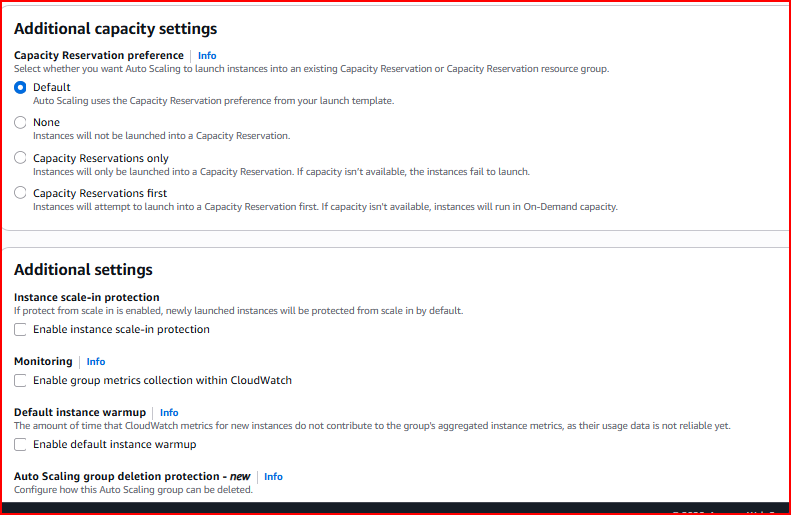 Additional capacity settings
Capacity Reservation preference | Info
Select whether you want Auto Scaling to launch instances into an existing Capacity Reservation or Capacity Reservation resource group.
Default
Auto Scaling uses the Capacity Reservation preference from your launch template.
None
Instances will not be launched into a Capacity Reservation.
Capacity Reservations only
Instances will only be launched into a Capacity Reservation. If capacity isn't available, the instances fail to launch.
Capacity Reservations first
Instances will attempt to launch into a Capacity Reservation first. If capacity isn't available, instances will run in On-Demand capacity.
Additional settings
Instance scale-in protection
If protect from scale in is enabled, newly launched instances will be protected from scale in by default.
Enable instance scale-in protection
Monitoring | Info
Enable group metrics collection within CloudWatch
Default instance warmup | Info
The amount of time that CloudWatch metrics for new instances do not contribute to the group's aggregated instance metrics, as their usage data is not reliable yet.
Enable default instance warmup
Auto Scaling group deletion protection - new | Info
Configure how this Auto Scaling group can be deleted.